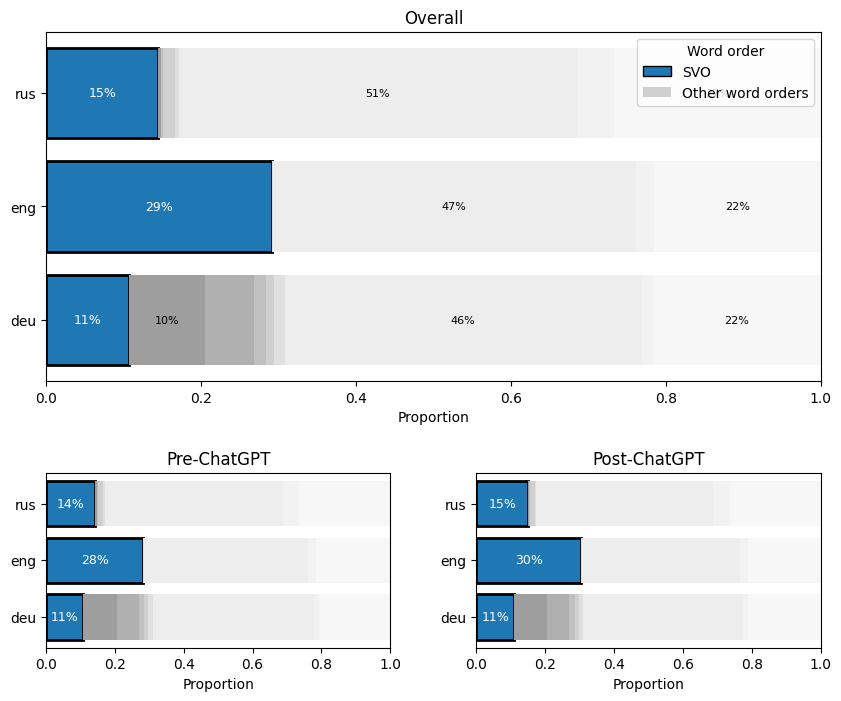 Overall
Word order
SVO
Other word orders
rus
15%
51%
eng
29%
47%
22%
deu
11%
10%
46%
22%
0.0 0.2 0.4 0.6 0.8 1.0
Proportion
Pre-ChatGPT
rus
14%
eng
28%
deu
11%
0.0 0.2 0.4 0.6 0.8 1.0
Proportion
Post-ChatGPT
rus
15%
eng
30%
deu
11%
0.0 0.2 0.4 0.6 0.8 1.0
Proportion